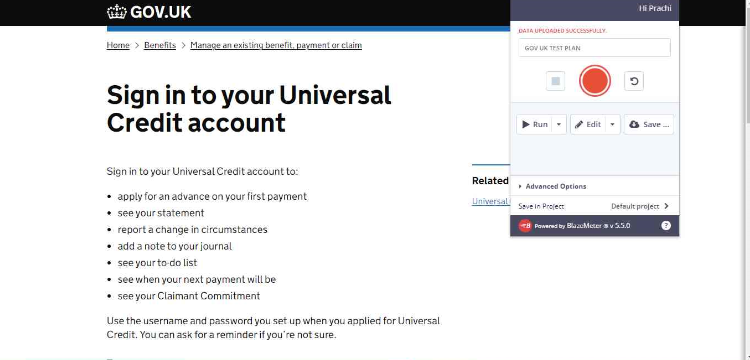 GOV.UK
Hi Prachi
DATA UPLOADED SUCCESSFULLY.
GOV UK TEST PLAN
Home > Benefits > Manage an existing benefit, payment or claim
Sign in to your Universal
Credit account
Run Edit Save ...
Sign in to your Universal Credit account to:
• apply for an advance on your first payment
• see your statement
• report a change in circumstances
• add a note to your journal
• see your to-do list
• see when your next payment will be
• see your Claimant Commitment
Use the username and password you set up when you applied for Universal
Credit. You can ask for a reminder if you're not sure.
Related
Universal
Advanced Options
Save in Project Default project >
Powered by BlazeMeter ® v 5.5.0 ?